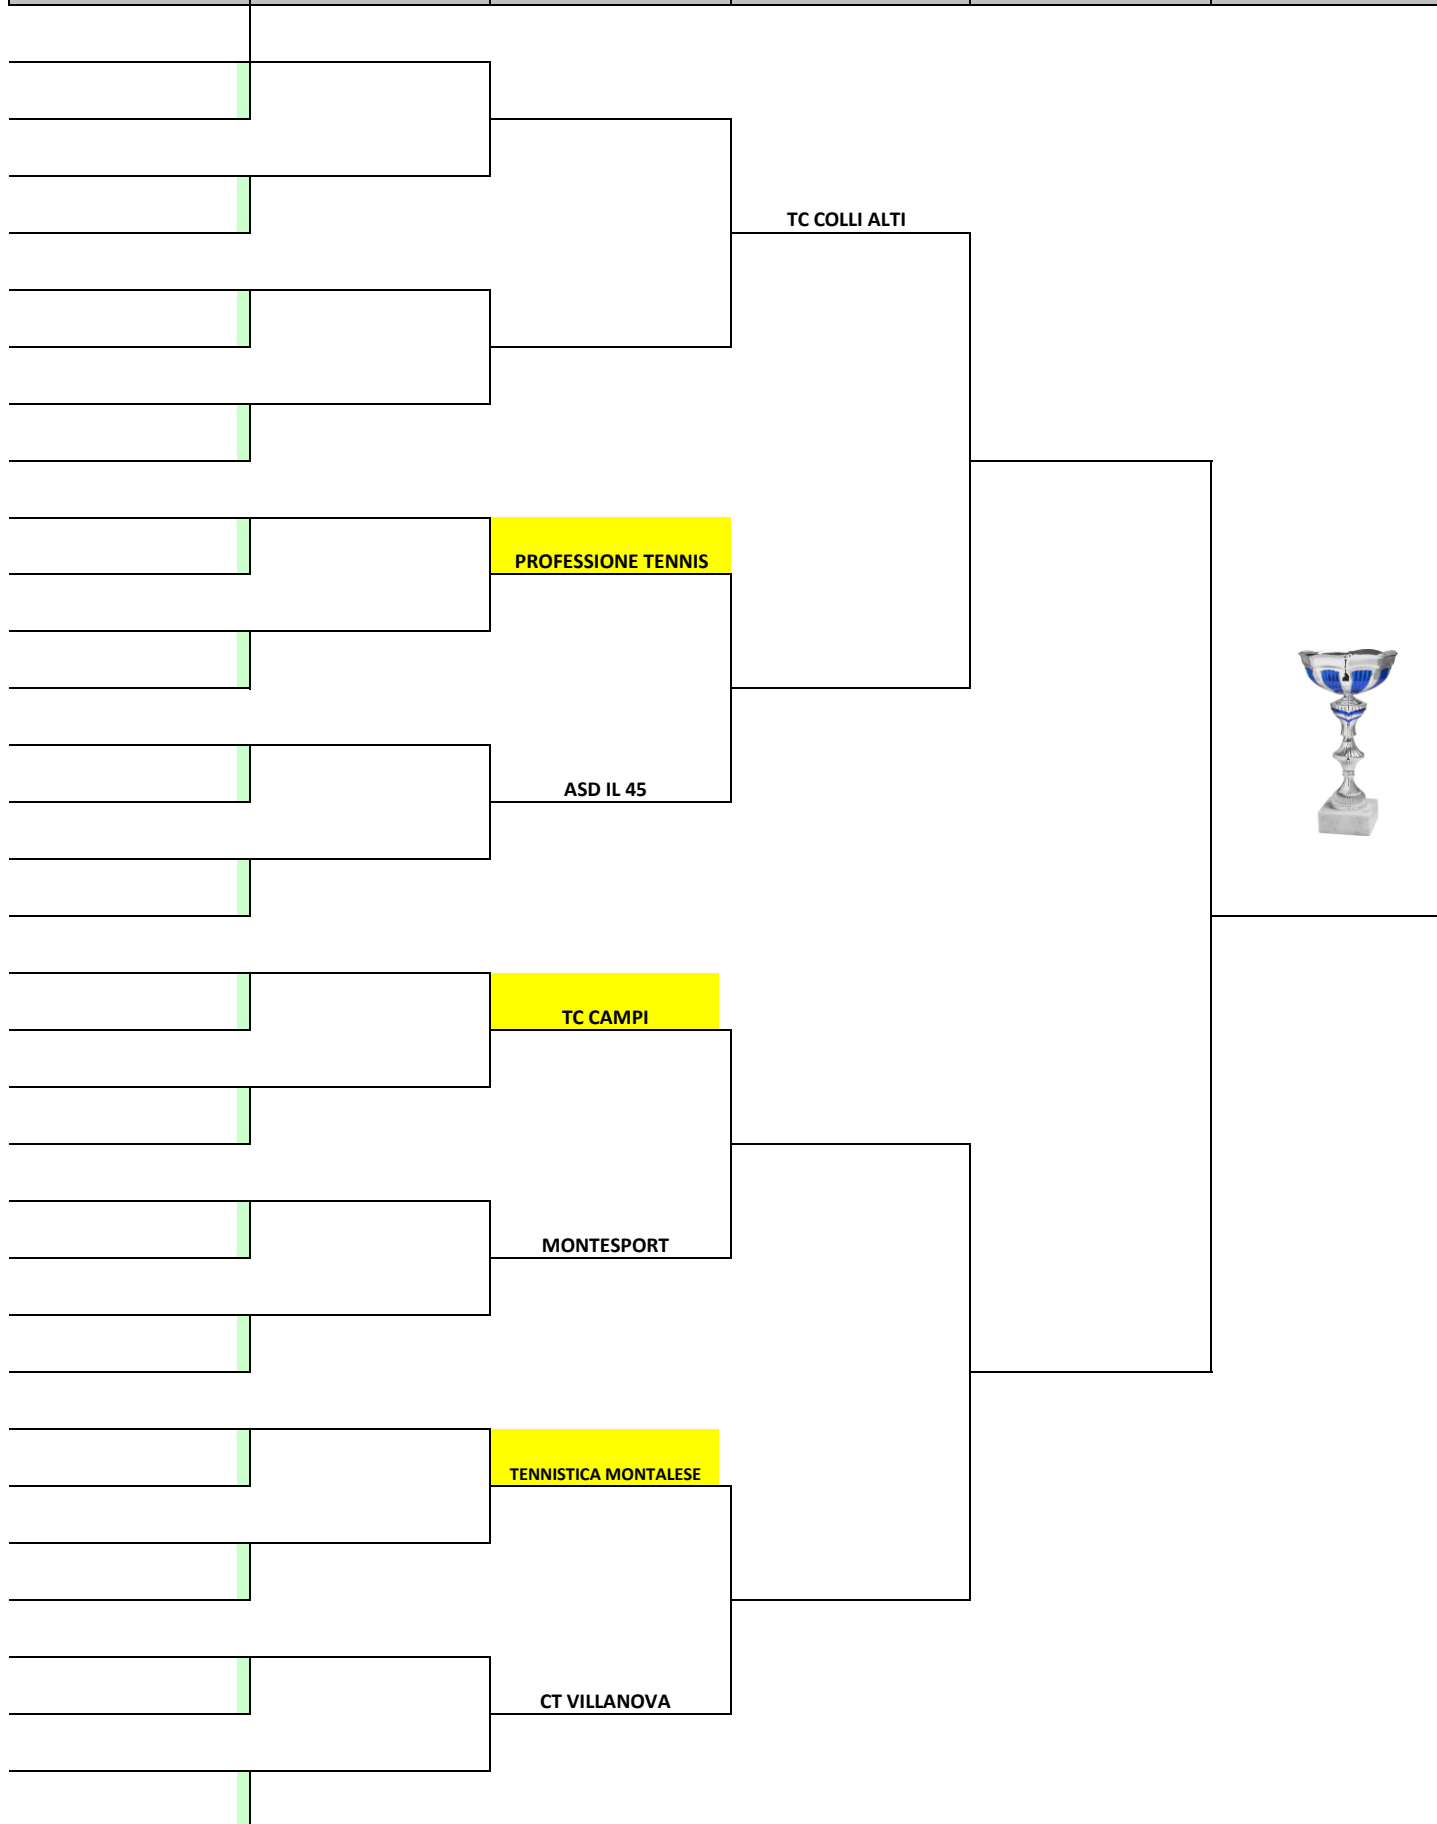 TC COLLI ALTI
PROFESSIONE TENNIS
ASD IL 45
TC CAMPI
MONTESPORT
TENNISTICA MONTALESE
CT VILLANOVA